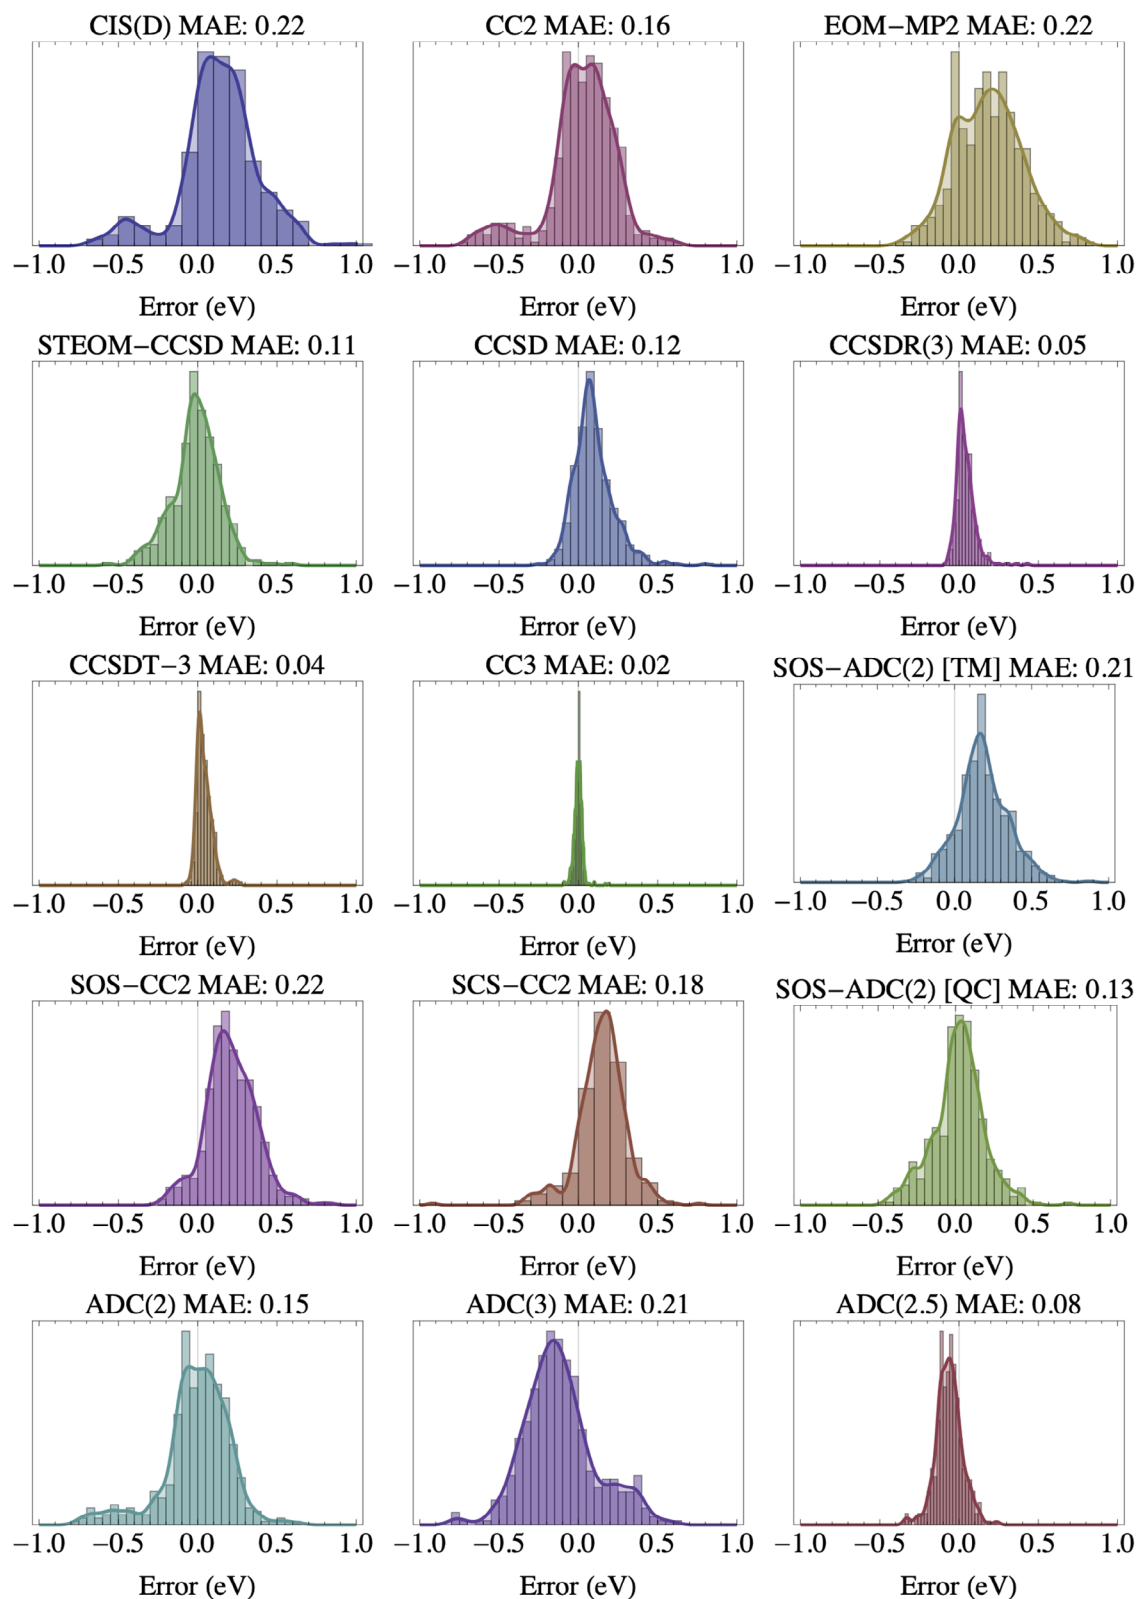 CIS(D) MAE: 0.22 CC2 MAE: 0.16 EOM−MP2 MAE: 0.22
−1.0 −0.5 0.0 0.5 1.0 −1.0 −0.5 0.0 0.5 1.0 −1.0 −0.5 0.0 0.5 1.0
Error (eV) Error (eV) Error (eV)
STEOM−CCSD MAE: 0.11 CCSD MAE: 0.12 CCSDR(3) MAE: 0.05
−1.0 −0.5 0.0 0.5 1.0 −1.0 −0.5 0.0 0.5 1.0 −1.0 −0.5 0.0 0.5 1.0
Error (eV) Error (eV) Error (eV)
CCSDT−3 MAE: 0.04 CC3 MAE: 0.02 SOS−ADC(2) [TM] MAE: 0.21
−1.0 −0.5 0.0 0.5 1.0 −1.0 −0.5 0.0 0.5 1.0 −1.0 −0.5 0.0 0.5 1.0
Error (eV) Error (eV) Error (eV)
SOS−CC2 MAE: 0.22 SCS−CC2 MAE: 0.18 SOS−ADC(2) [QC] MAE: 0.13
−1.0 −0.5 0.0 0.5 1.0 −1.0 −0.5 0.0 0.5 1.0 −1.0 −0.5 0.0 0.5 1.0
Error (eV) Error (eV) Error (eV)
ADC(2) MAE: 0.15 ADC(3) MAE: 0.21 ADC(2.5) MAE: 0.08
−1.0 −0.5 0.0 0.5 1.0 −1.0 −0.5 0.0 0.5 1.0 −1.0 −0.5 0.0 0.5 1.0
Error (eV) Error (eV) Error (eV)